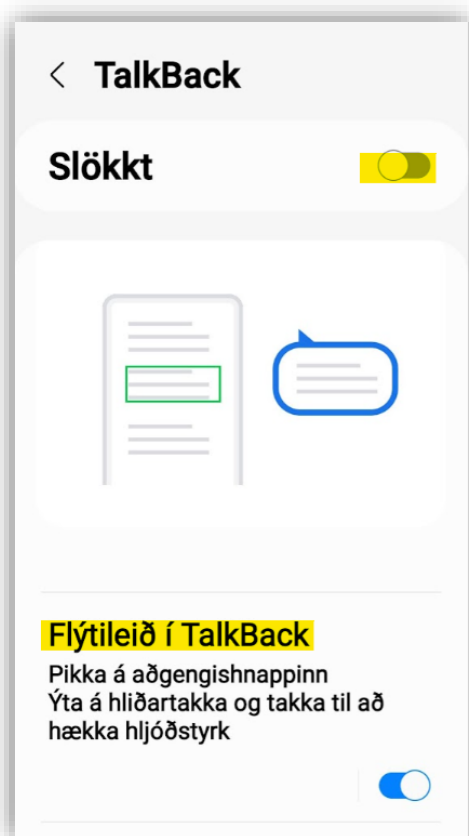 TalkBack
Slökkt
Flýtileið í TalkBack
Pikka á aðgengishnappinn
Ýta á hliðartakka og takka til að
hækka hljóðstyrk